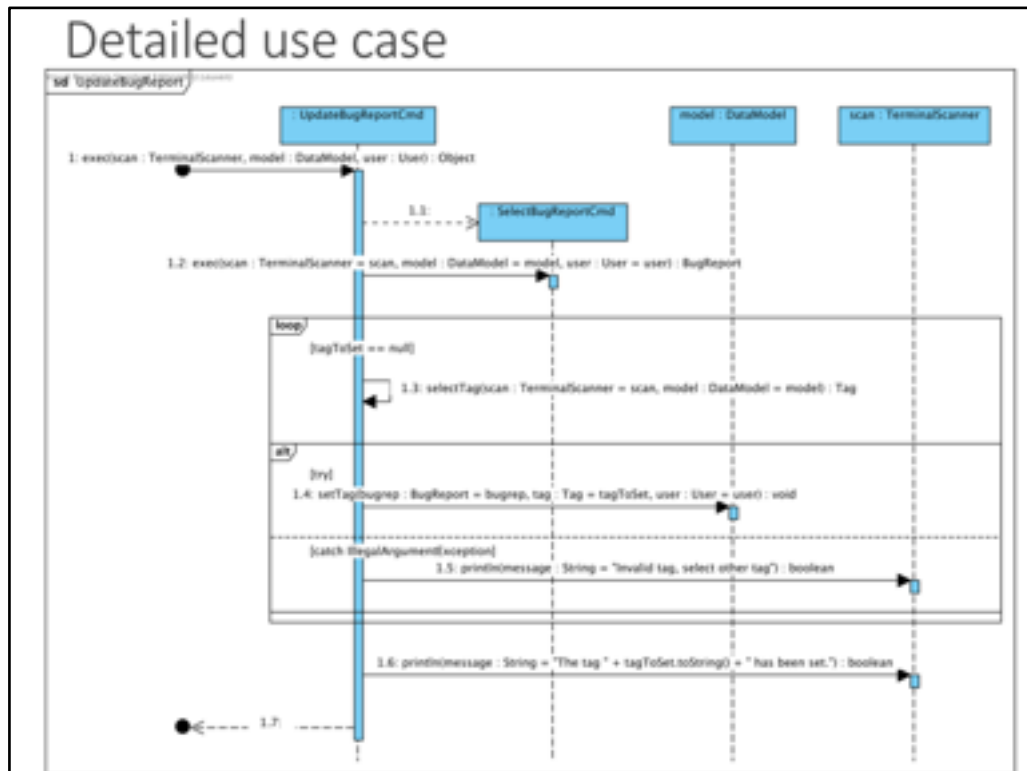 Detailed use case
sd UpdateBugReport
: UpdateBugReportCmd
model : DataModel
scan : TerminalScanner
1: exec(scan : TerminalScanner, model : DataModel, user : User) : Object
1.1:
: SelectBugReportCmd
1.2: exec(scan : TerminalScanner = scan, model : DataModel = model, user : User = user) : BugReport
loop
[tagToSet == null]
1.3: selectTag(scan : TerminalScanner = scan, model : DataModel = model) : Tag
alt
[try]
1.4: setTag(bugrep : BugReport = bugrep, tag : Tag = tagToSet, user : User = user) : void
[catch IllegalArgumentException]
1.5: println(message : String = "Invalid tag, select other tag") : boolean
1.6: println(message : String = "The tag " + tagToSet.toString() + " has been set.") : boolean
1.7: